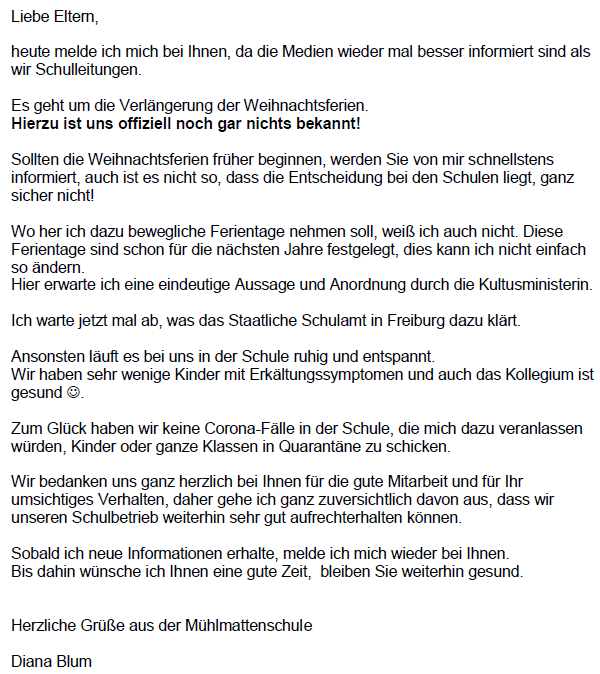 Liebe Eltern,
heute melde ich mich bei Ihnen, da die Medien wieder mal besser informiert sind als
wir Schulleitungen.
Es geht um die Verlängerung der Weihnachtsferien.
Hierzu ist uns offiziell noch gar nichts bekannt!
Sollten die Weihnachtsferien früher beginnen, werden Sie von mir schnellstens
informiert, auch ist es nicht so, dass die Entscheidung bei den Schulen liegt, ganz
sicher nicht!
Wo her ich dazu bewegliche Ferientage nehmen soll, weiß ich auch nicht. Diese
Ferientage sind schon für die nächsten Jahre festgelegt, dies kann ich nicht einfach
so ändern.
Hier erwarte ich eine eindeutige Aussage und Anordnung durch die Kultusministerin.
Ich warte jetzt mal ab, was das Staatliche Schulamt in Freiburg dazu klärt.
Ansonsten läuft es bei uns in der Schule ruhig und entspannt.
Wir haben sehr wenige Kinder mit Erkältungssymptomen und auch das Kollegium ist
gesund ☺.
Zum Glück haben wir keine Corona-Fälle in der Schule, die mich dazu veranlassen
würden, Kinder oder ganze Klassen in Quarantäne zu schicken.
Wir bedanken uns ganz herzlich bei Ihnen für die gute Mitarbeit und für Ihr
umsichtiges Verhalten, daher gehe ich ganz zuversichtlich davon aus, dass wir
unseren Schulbetrieb weiterhin sehr gut aufrechterhalten können.
Sobald ich neue Informationen erhalte, melde ich mich wieder bei Ihnen.
Bis dahin wünsche ich Ihnen eine gute Zeit,  bleiben Sie weiterhin gesund.
Herzliche Grüße aus der Mühlmattenschule
Diana Blum